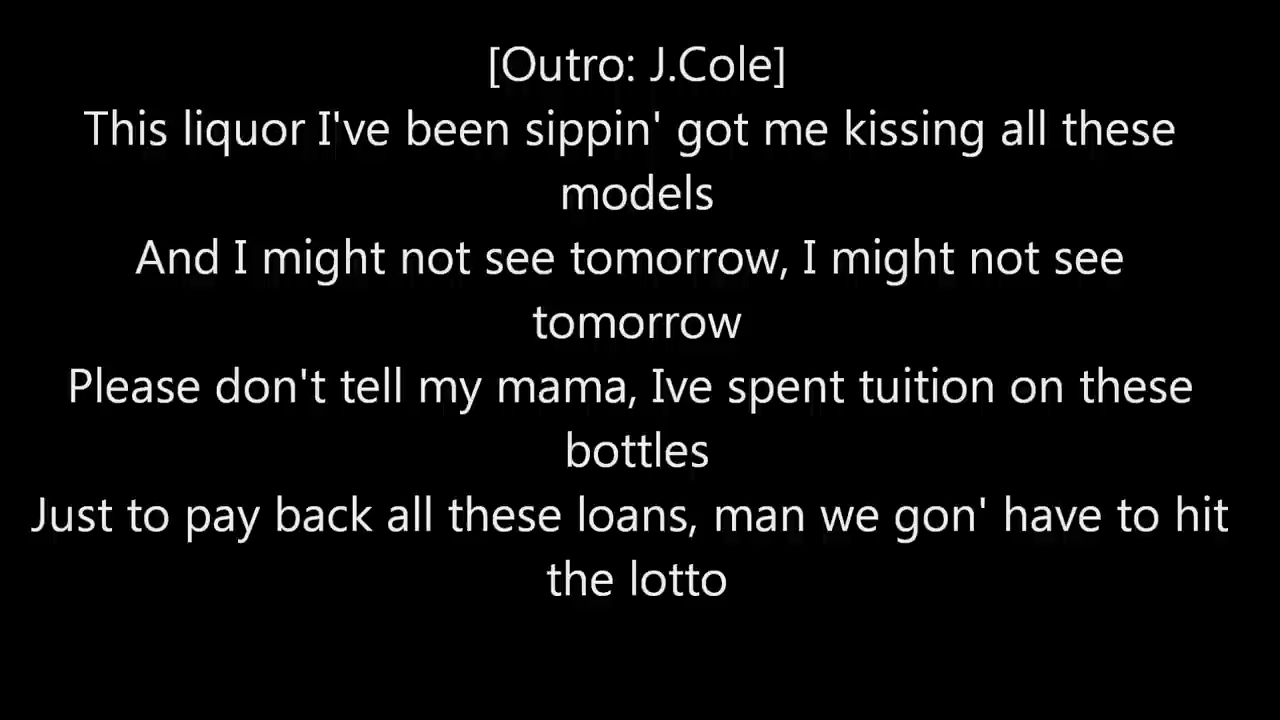 [Outro: J.Cole]
This liquor I've been sippin' got me kissing all these
models
And I might not see tomorrow, I might not see
tomorrow
Please don't tell my mama, Ive spent tuition on these
bottles
Just to pay back all these loans, man we gon' have to hit
the lotto